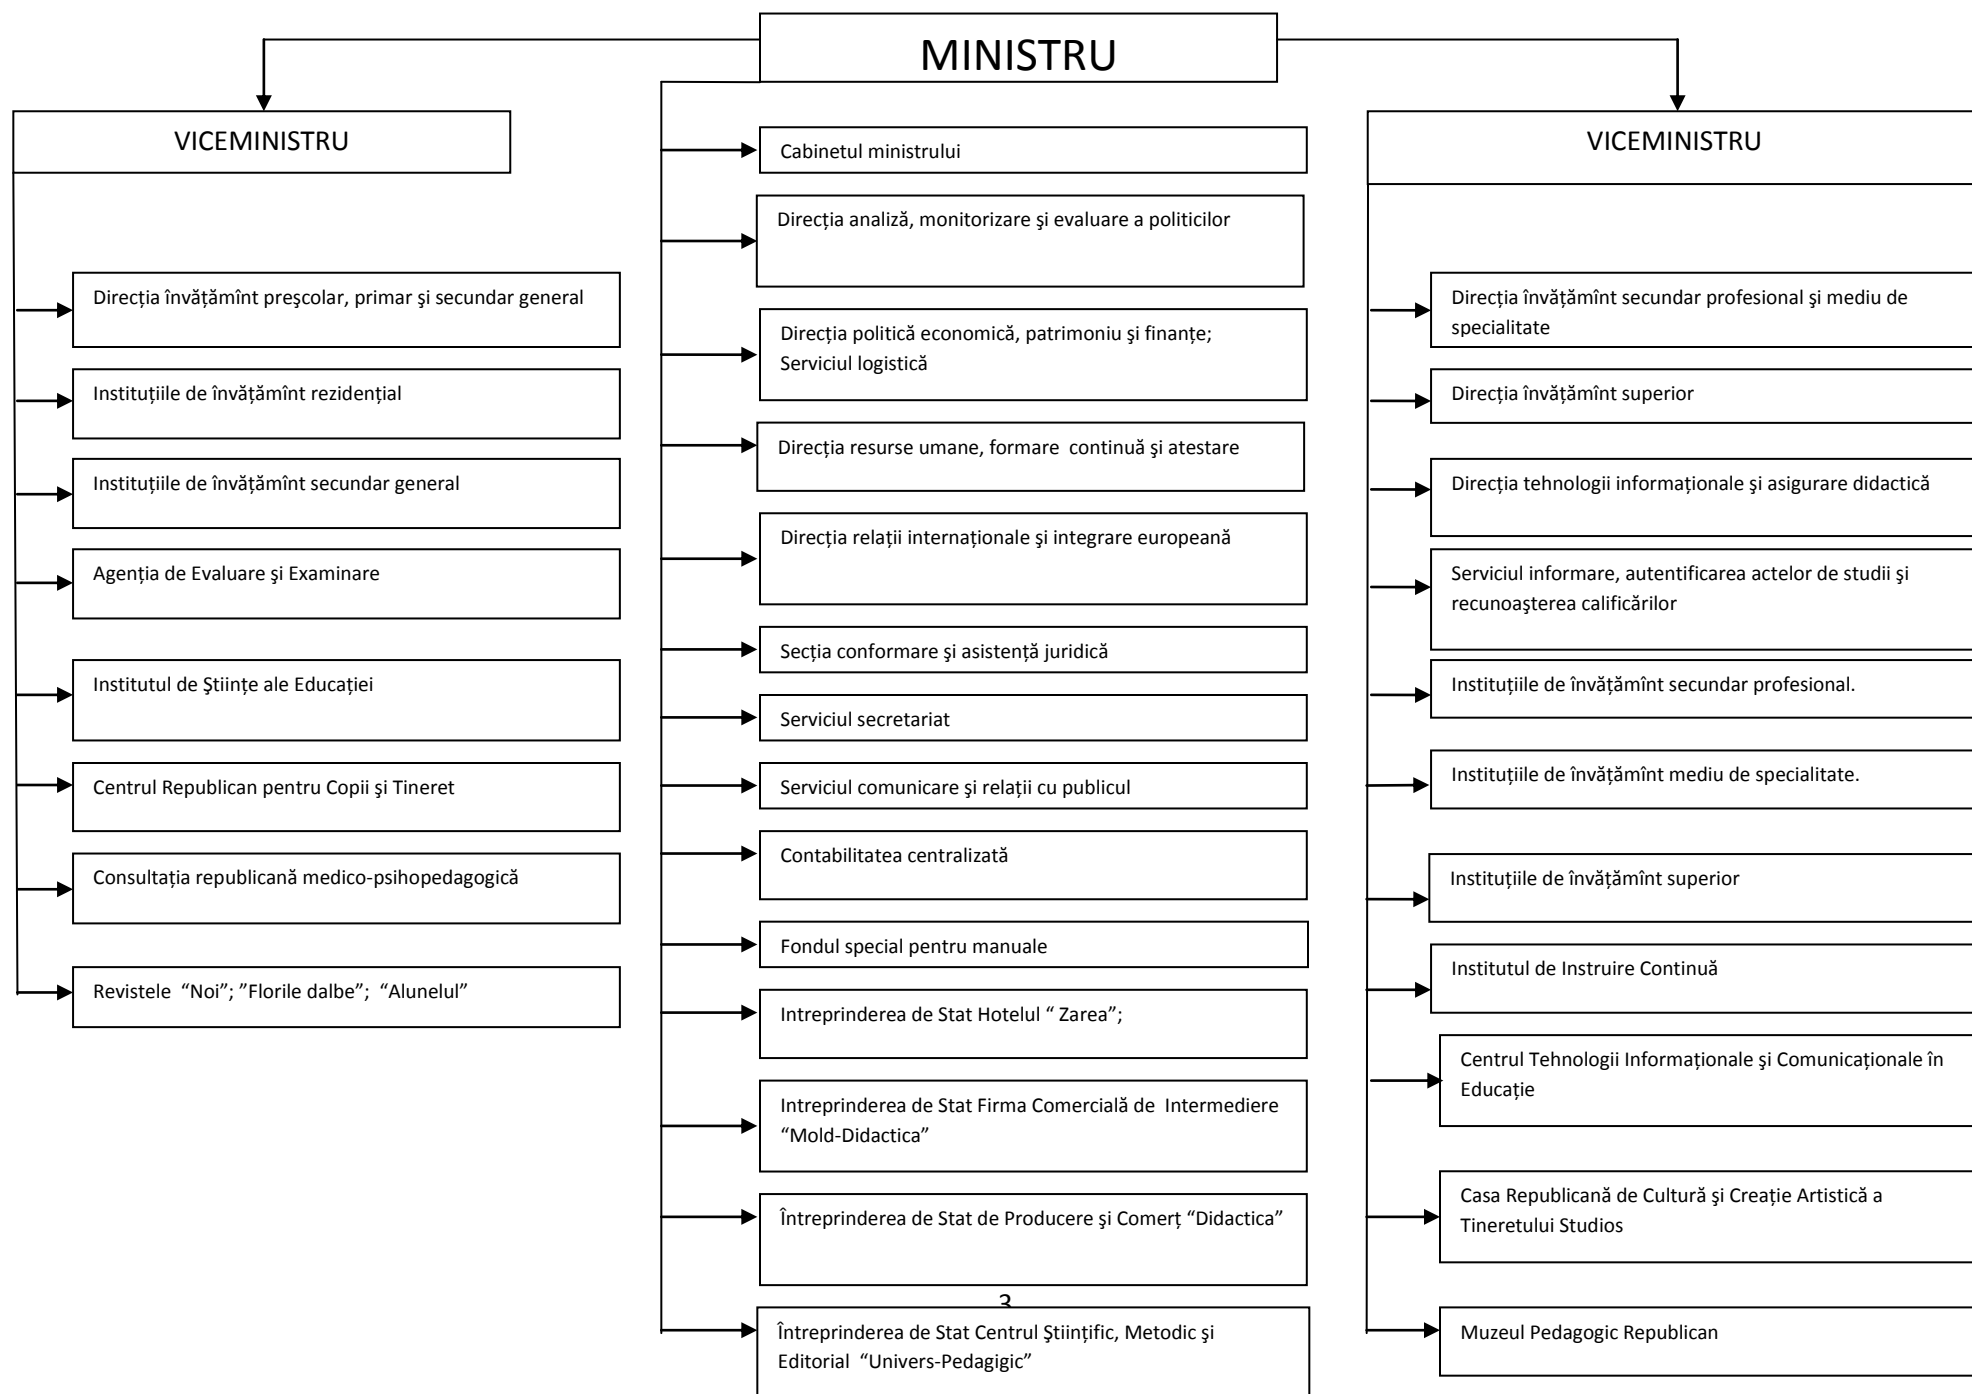 MINISTRU
VICEMINISTRU
Direcția învățămînt preşcolar, primar şi secundar general
Instituțiile de învățămînt rezidențial
Instituțiile de învățămînt secundar general
Agenția de Evaluare şi Examinare
Institutul de Ştiințe ale Educației
Centrul Republican pentru Copii şi Tineret
Consultația republicană medico-psihopedagogică
Revistele “Noi”; ”Florile dalbe”; “Alunelul”
Cabinetul ministrului
Direcția analiză, monitorizare şi evaluare a politicilor
Direcția politică economică, patrimoniu şi finanțe;
Serviciul logistică
Direcția resurse umane, formare continuă şi atestare
Direcția relații internaționale şi integrare europeană
Secția conformare şi asistență juridică
Serviciul secretariat
Serviciul comunicare şi relații cu publicul
Contabilitatea centralizată
Fondul special pentru manuale
Intreprinderea de Stat Hotelul “ Zarea”;
Intreprinderea de Stat Firma Comercială de Intermediere
“Mold-Didactica”
Întreprinderea de Stat de Producere şi Comerț “Didactica”
3
Întreprinderea de Stat Centrul Ştiințific, Metodic şi
Editorial “Univers-Pedagigic”
VICEMINISTRU
Direcția învățămînt secundar profesional şi mediu de
specialitate
Direcția învățămînt superior
Direcția tehnologii informaționale şi asigurare didactică
Serviciul informare, autentificarea actelor de studii şi
recunoaşterea calificărilor
Instituțiile de învățămînt secundar profesional.
Instituțiile de învățămînt mediu de specialitate.
Instituțiile de învățămînt superior
Institutul de Instruire Continuă
Centrul Tehnologii Informaționale şi Comunicaționale în
Educație
Casa Republicană de Cultură şi Creație Artistică a
Tineretului Studios
Muzeul Pedagogic Republican